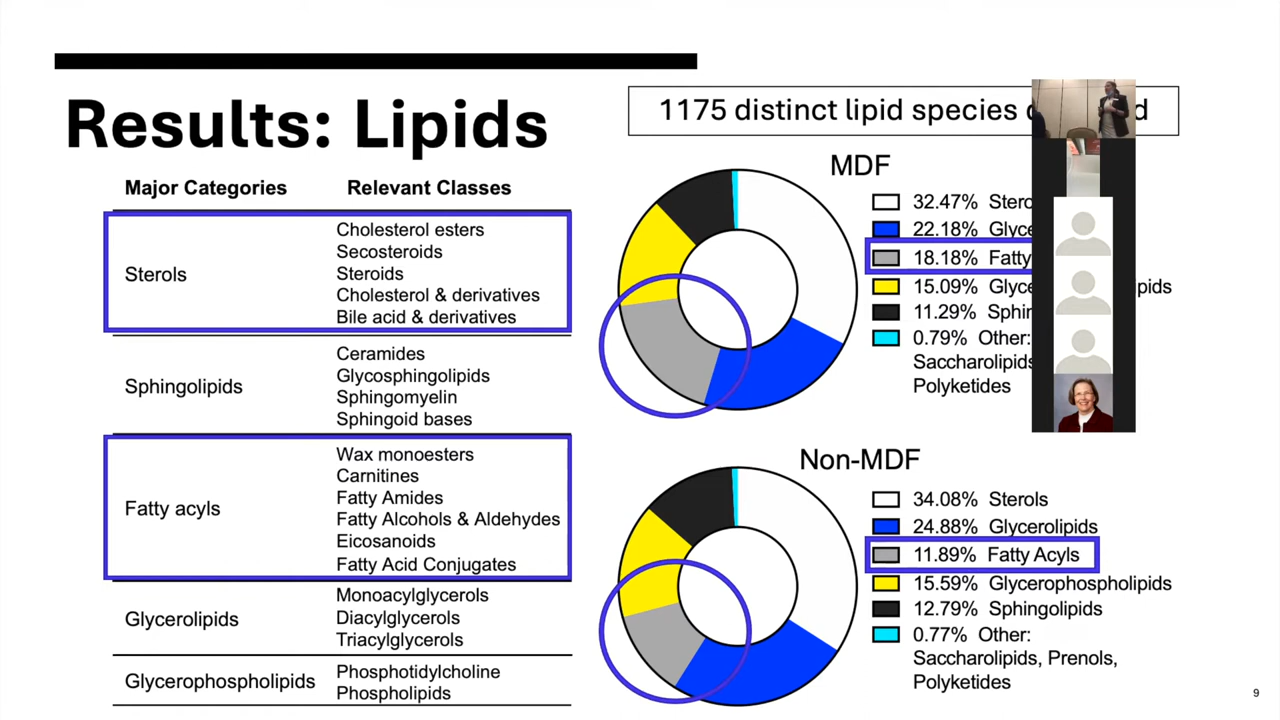 Results: Lipids
Major Categories Relevant Classes
Sterols
Cholesterol esters
Secosteroids
Steroids
Cholesterol & derivatives
Bile acid & derivatives
Sphingolipids
Ceramides
Glycosphingolipids
Sphingomyelin
Sphingoid bases
Fatty acyls
Wax monoesters
Carnitines
Fatty Amides
Fatty Alcohols & Aldehydes
Eicosanoids
Fatty Acid Conjugates
Glycerolipids
Monoacylglycerols
Diacylglycerols
Triacylglycerols
Glycerophospholipids
Phosphotidylcholine
Phospholipids
1175 distinct lipid species
MDF
32.47%
22.18%
18.18% Fatty
15.09%
11.29%
0.79% Other:
Saccharolipids
Polyketides
Non-MDF
34.08% Sterols
24.88% Glycerolipids
11.89% Fatty Acyls
15.59% Glycerophospholipids
12.79% Sphingolipids
0.77% Other:
Saccharolipids, Prenols,
Polyketides
9